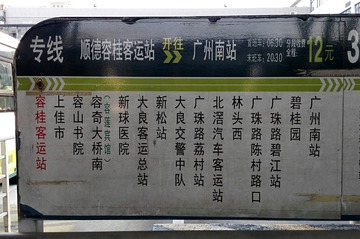 专线 顺德容桂客运站 开往 广州南站 首班车: 06:30 末班车: 20:30 分段收费 全程: 12元 3
容桂客运站
上佳市
容山书院
容奇大桥南(容莲宾馆)
新球医院
大良客运总站
新松站
大良交警中队
广珠路荔村站
北滘汽车客运站
林头西
广珠路陈村路口
广珠路碧江站
碧桂园
广州南站